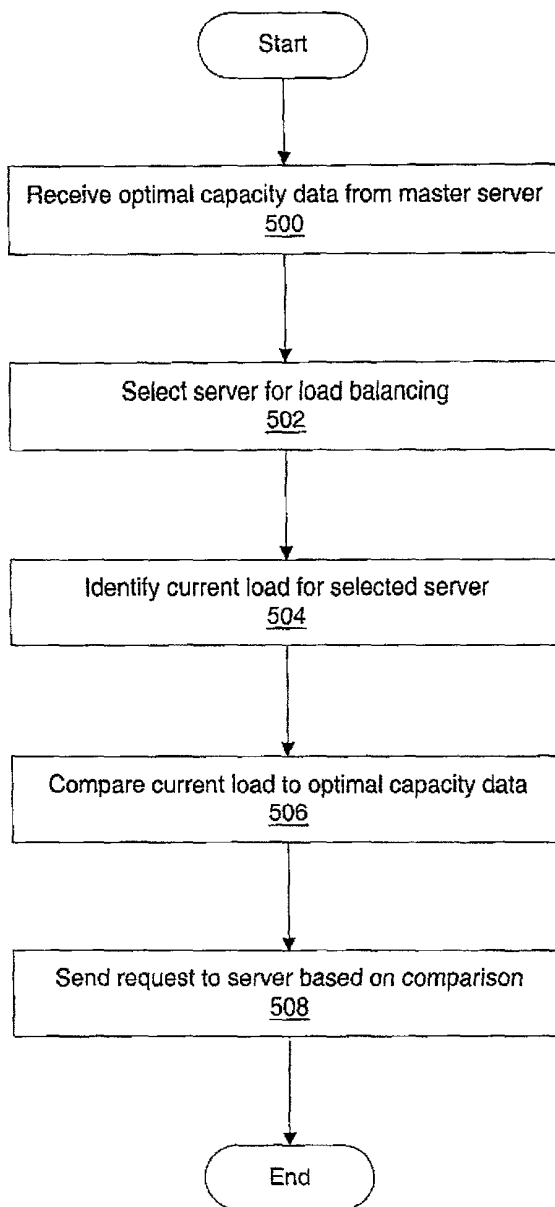 Start
Receive optimal capacity data from master server
500
Select server for load balancing
502
Identify current load for selected server
504
Compare current load to optimal capacity data
506
Send request to server based on comparison
508
End